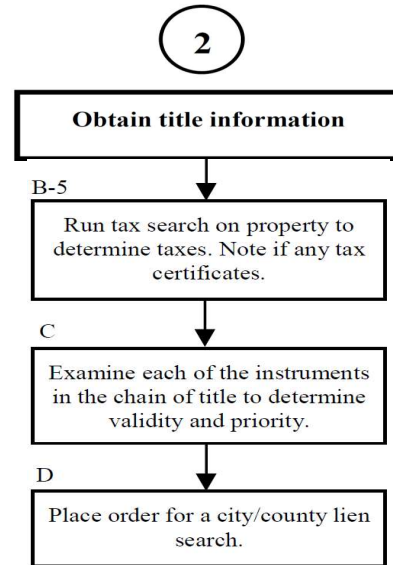 2
Obtain title information
B-5
Run tax search on property to
determine taxes. Note if any tax
certificates.
C
Examine each of the instruments
in the chain of title to determine
validity and priority.
D
Place order for a city/county lien
search.